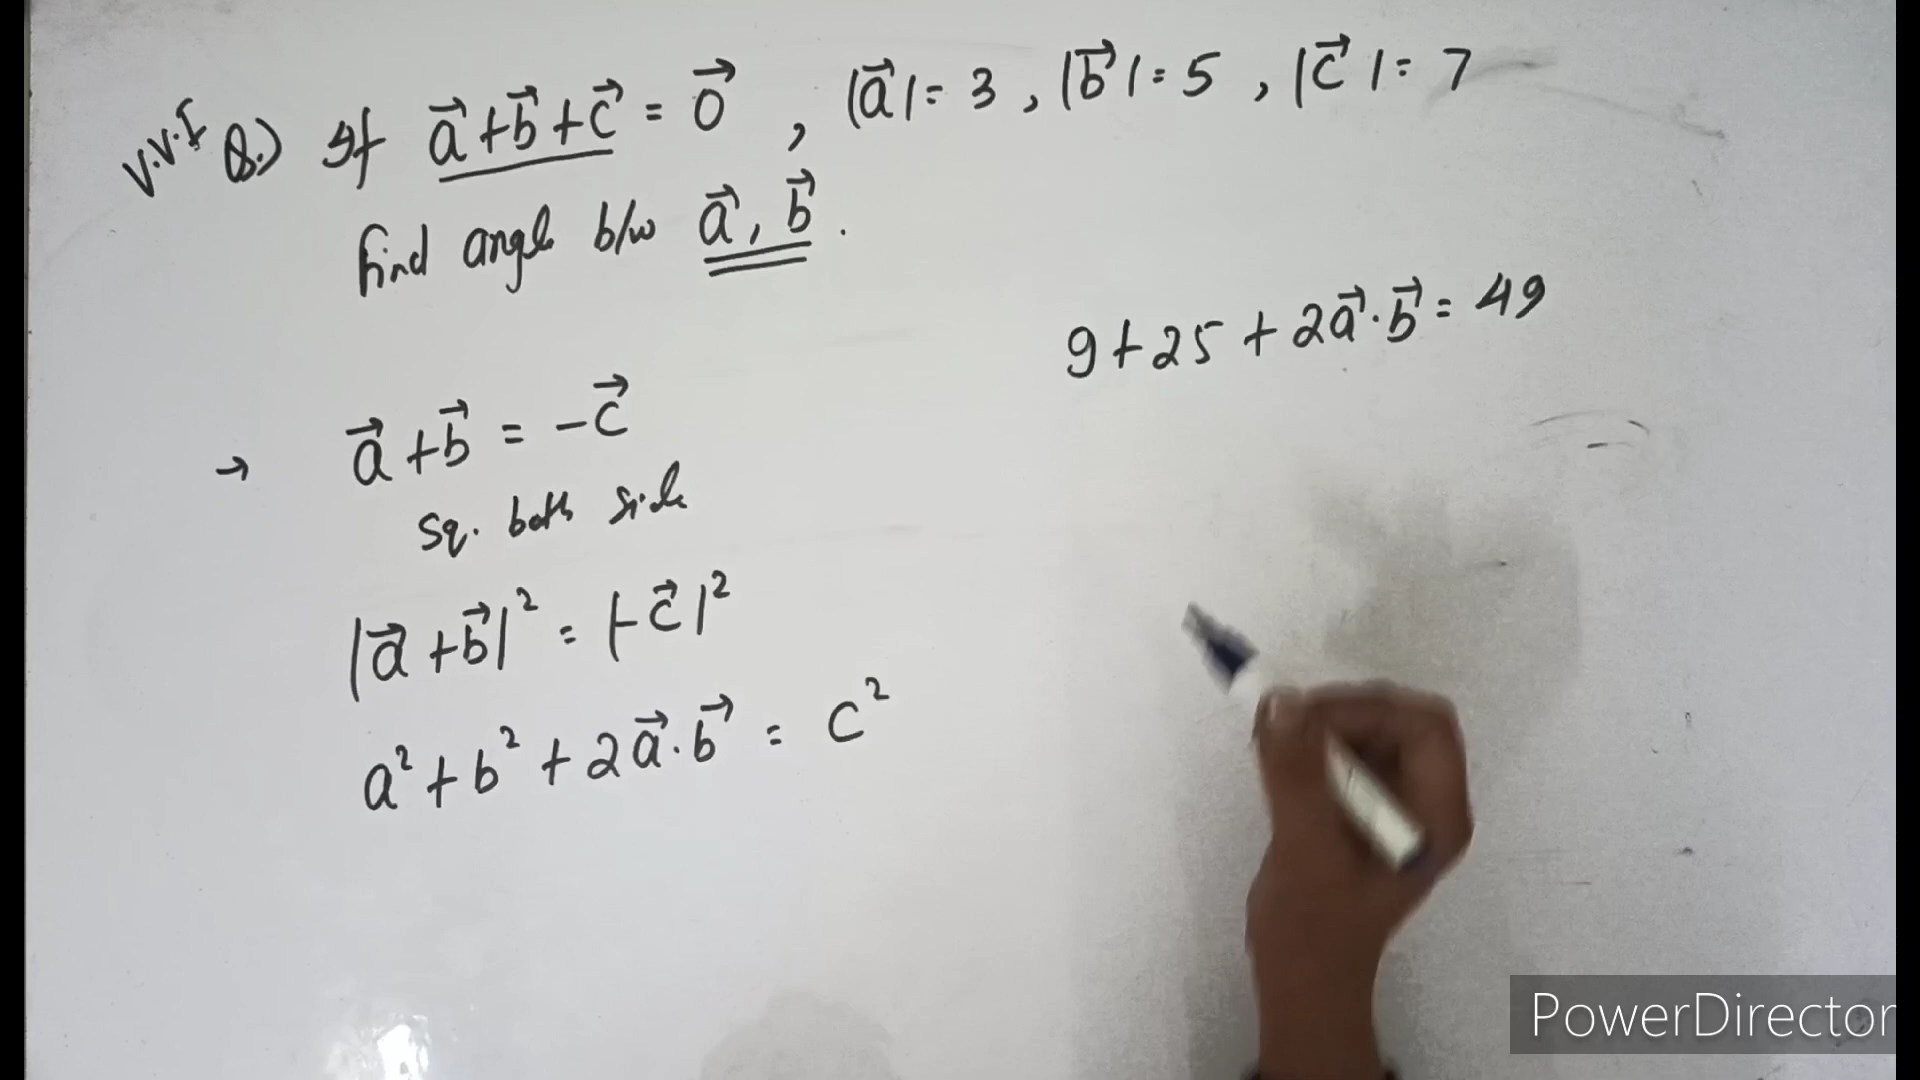 V.V.I Q.) If a⃗ + b⃗ + c⃗ = 0⃗ , |a⃗| = 3 , |b⃗| = 5 , |c⃗| = 7
find angle b/w a⃗ , b⃗ .
→ a⃗ + b⃗ = -c⃗
Sq. both side
|a⃗ + b⃗|² = |-c⃗|²
a² + b² + 2a⃗ . b⃗ = c²
9 + 25 + 2a⃗ . b⃗ = 49
PowerDirector